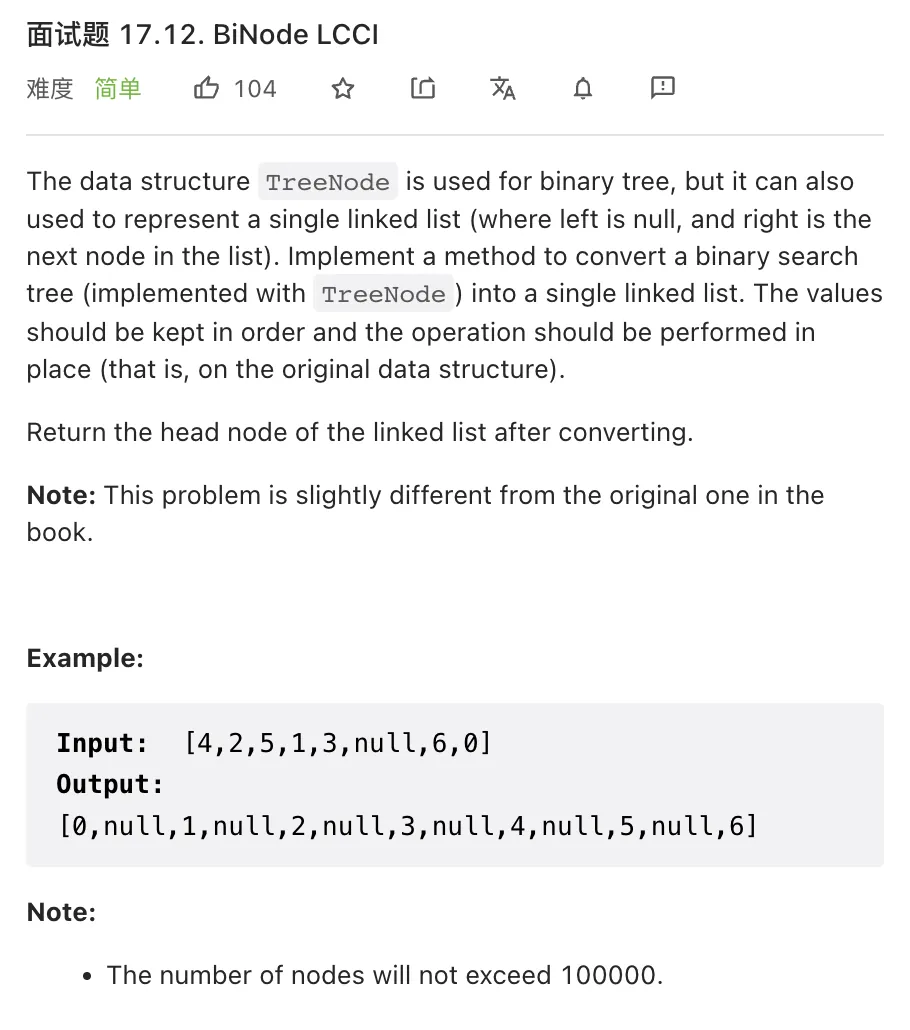 面试题 17.12. BiNode LCCI
难度 简单 104
The data structure TreeNode is used for binary tree, but it can also
used to represent a single linked list (where left is null, and right is the
next node in the list). Implement a method to convert a binary search
tree (implemented with TreeNode) into a single linked list. The values
should be kept in order and the operation should be performed in
place (that is, on the original data structure).
Return the head node of the linked list after converting.
Note: This problem is slightly different from the original one in the
book.
Example:
Input: [4,2,5,1,3,null,6,0]
Output:
[0,null,1,null,2,null,3,null,4,null,5,null,6]
Note:
• The number of nodes will not exceed 100000.